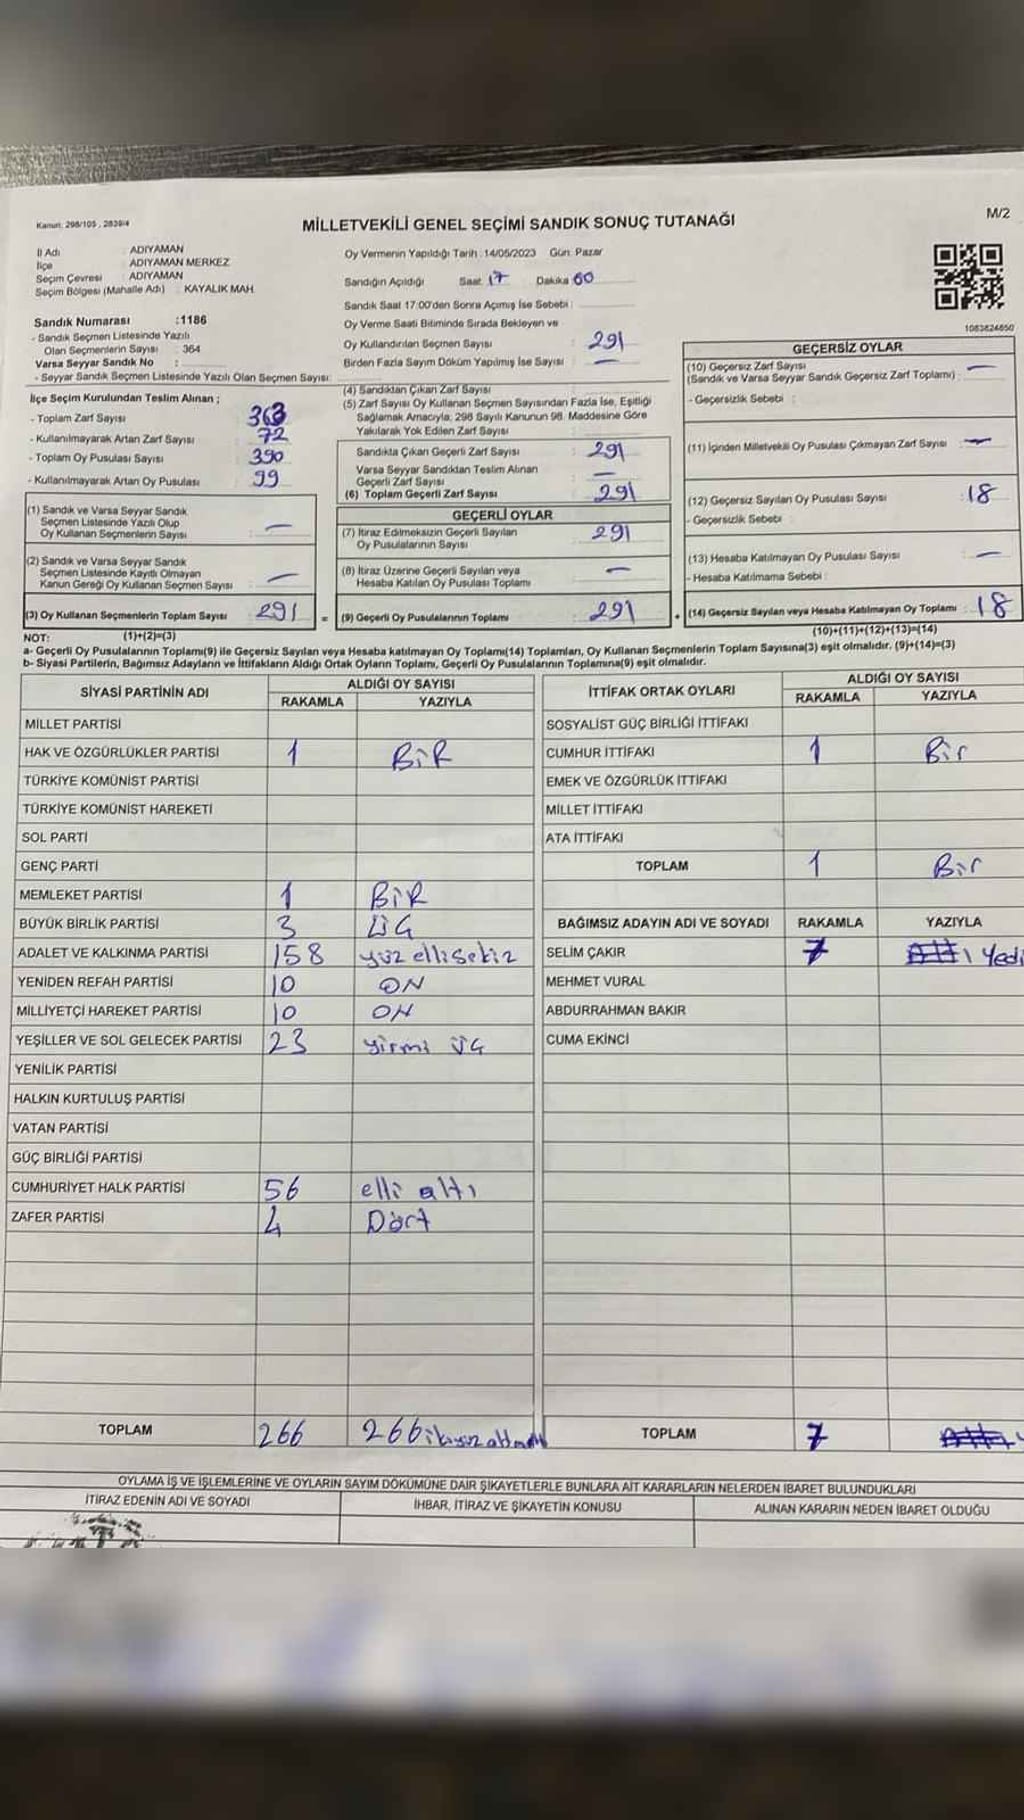 Kanun: 298/105 , 2839/4
MİLLETVEKİLİ GENEL SEÇİMİ SANDIK SONUÇ TUTANAĞI
M/2
İl Adı : ADIYAMAN
İlçe : ADIYAMAN MERKEZ
Seçim Çevresi : ADIYAMAN
Seçim Bölgesi (Mahalle Adı) : KAYALIK MAH.
Sandık Numarası :1186
- Sandık Seçmen Listesinde Yazılı
Olan Seçmenlerin Sayısı : 364
Varsa Seyyar Sandık No :
- Seyyar Sandık Seçmen Listesinde Yazılı Olan Seçmen Sayısı:
İlçe Seçim Kurulundan Teslim Alınan ;
- Toplam Zarf Sayısı 363
- Kullanılmayarak Artan Zarf Sayısı 72
- Toplam Oy Pusulası Sayısı 390
- Kullanılmayarak Artan Oy Pusulası 99
(1) Sandık ve Varsa Seyyar Sandık
Seçmen Listesinde Yazılı Olup
Oy Kullanan Seçmenlerin Sayısı : —
(2) Sandık ve Varsa Seyyar Sandık
Seçmen Listesinde Kayıtlı Olmayan
Kanun Gereği Oy Kullanan Seçmen Sayısı : —
(3) Oy Kullanan Seçmenlerin Toplam Sayısı : 291
(1)+(2)=(3)
Oy Vermenin Yapıldığı Tarih : 14/05/2023 Gün: Pazar
Sandığın Açıldığı Saat: 17 Dakika 60
Sandık Saat 17:00'den Sonra Açımış İse Sebebi :
Oy Verme Saati Bitiminde Sırada Bekleyen ve
Oy Kullandırılan Seçmen Sayısı : 291
Birden Fazla Sayım Döküm Yapılmış İse Sayısı : —
(4) Sandıktan Çıkan Zarf Sayısı :
(5) Zarf Sayısı Oy Kullanan Seçmen Sayısından Fazla İse, Eşitliği
Sağlamak Amacıyla, 298 Sayılı Kanunun 98. Maddesine Göre
Yakılarak Yok Edilen Zarf Sayısı :
Sandıkta Çıkan Geçerli Zarf Sayısı : 291
Varsa Seyyar Sandıktan Teslim Alınan
Geçerli Zarf Sayısı : —
(6) Toplam Geçerli Zarf Sayısı : 291
GEÇERLİ OYLAR
(7) İtiraz Edilmeksizin Geçerli Sayılan
Oy Pusulalarının Sayısı : 291
(8) İtiraz Üzerine Geçerli Sayılan veya
Hesaba Katılan Oy Pusulası Toplamı : —
= (9) Geçerli Oy Pusulalarının Toplamı : 291 +
1083624850
GEÇERSİZ OYLAR
(10) Geçersiz Zarf Sayısı
(Sandık ve Varsa Seyyar Sandık Geçersiz Zarf Toplamı) : —
- Geçersizlik Sebebi :
(11) İçinden Milletvekili Oy Pusulası Çıkmayan Zarf Sayısı : —
(12) Geçersiz Sayılan Oy Pusulası Sayısı : 18
- Geçersizlik Sebebi :
(13) Hesaba Katılmayan Oy Pusulası Sayısı : —
- Hesaba Katılmama Sebebi :
(14) Geçersiz Sayılan veya Hesaba Katılmayan Oy Toplamı : 18
(10)+(11)+(12)+(13)=(14)
NOT:
a- Geçerli Oy Pusulalarının Toplamı(9) ile Geçersiz Sayılan veya Hesaba katılmayan Oy Toplamı(14) Toplamları, Oy Kullanan Seçmenlerin Toplam Sayısına(3) eşit olmalıdır. (9)+(14)=(3)
b- Siyasi Partilerin, Bağımsız Adayların ve İttifakların Aldığı Ortak Oyların Toplamı, Geçerli Oy Pusulalarının Toplamına(9) eşit olmalıdır.
SİYASİ PARTİNİN ADI ALDIĞI OY SAYISI
RAKAMLA YAZIYLA
MİLLET PARTİSİ
HAK VE ÖZGÜRLÜKLER PARTİSİ 1 BİR
TÜRKİYE KOMÜNİST PARTİSİ
TÜRKİYE KOMÜNİST HAREKETİ
SOL PARTİ
GENÇ PARTİ
MEMLEKET PARTİSİ 1 BİR
BÜYÜK BİRLİK PARTİSİ 3 ÜÇ
ADALET VE KALKINMA PARTİSİ 158 yüz ellisekiz
YENİDEN REFAH PARTİSİ 10 ON
MİLLİYETÇİ HAREKET PARTİSİ 10 ON
YEŞİLLER VE SOL GELECEK PARTİSİ 23 yirmi üç
YENİLİK PARTİSİ
HALKIN KURTULUŞ PARTİSİ
VATAN PARTİSİ
GÜÇ BİRLİĞİ PARTİSİ
CUMHURİYET HALK PARTİSİ 56 elli altı
ZAFER PARTİSİ 4 Dört
TOPLAM 266 266
İTTİFAK ORTAK OYLARI ALDIĞI OY SAYISI
RAKAMLA YAZIYLA
SOSYALİST GÜÇ BİRLİĞİ İTTİFAKI
CUMHUR İTTİFAKI 1 Bir
EMEK VE ÖZGÜRLÜK İTTİFAKI
MİLLET İTTİFAKI
ATA İTTİFAKI
TOPLAM 1 Bir
BAĞIMSIZ ADAYIN ADI VE SOYADI RAKAMLA YAZIYLA
SELİM ÇAKIR 7 Yedi
MEHMET VURAL
ABDURRAHMAN BAKIR
CUMA EKİNCİ
TOPLAM 7
OYLAMA İŞ VE İŞLEMLERİNE VE OYLARIN SAYIM DÖKÜMÜNE DAİR ŞİKAYETLERLE BUNLARA AİT KARARLARIN NELERDEN İBARET BULUNDUKLARI
İTİRAZ EDENİN ADI VE SOYADI İHBAR, İTİRAZ VE ŞİKAYETİN KONUSU ALINAN KARARIN NEDEN İBARET OLDUĞU